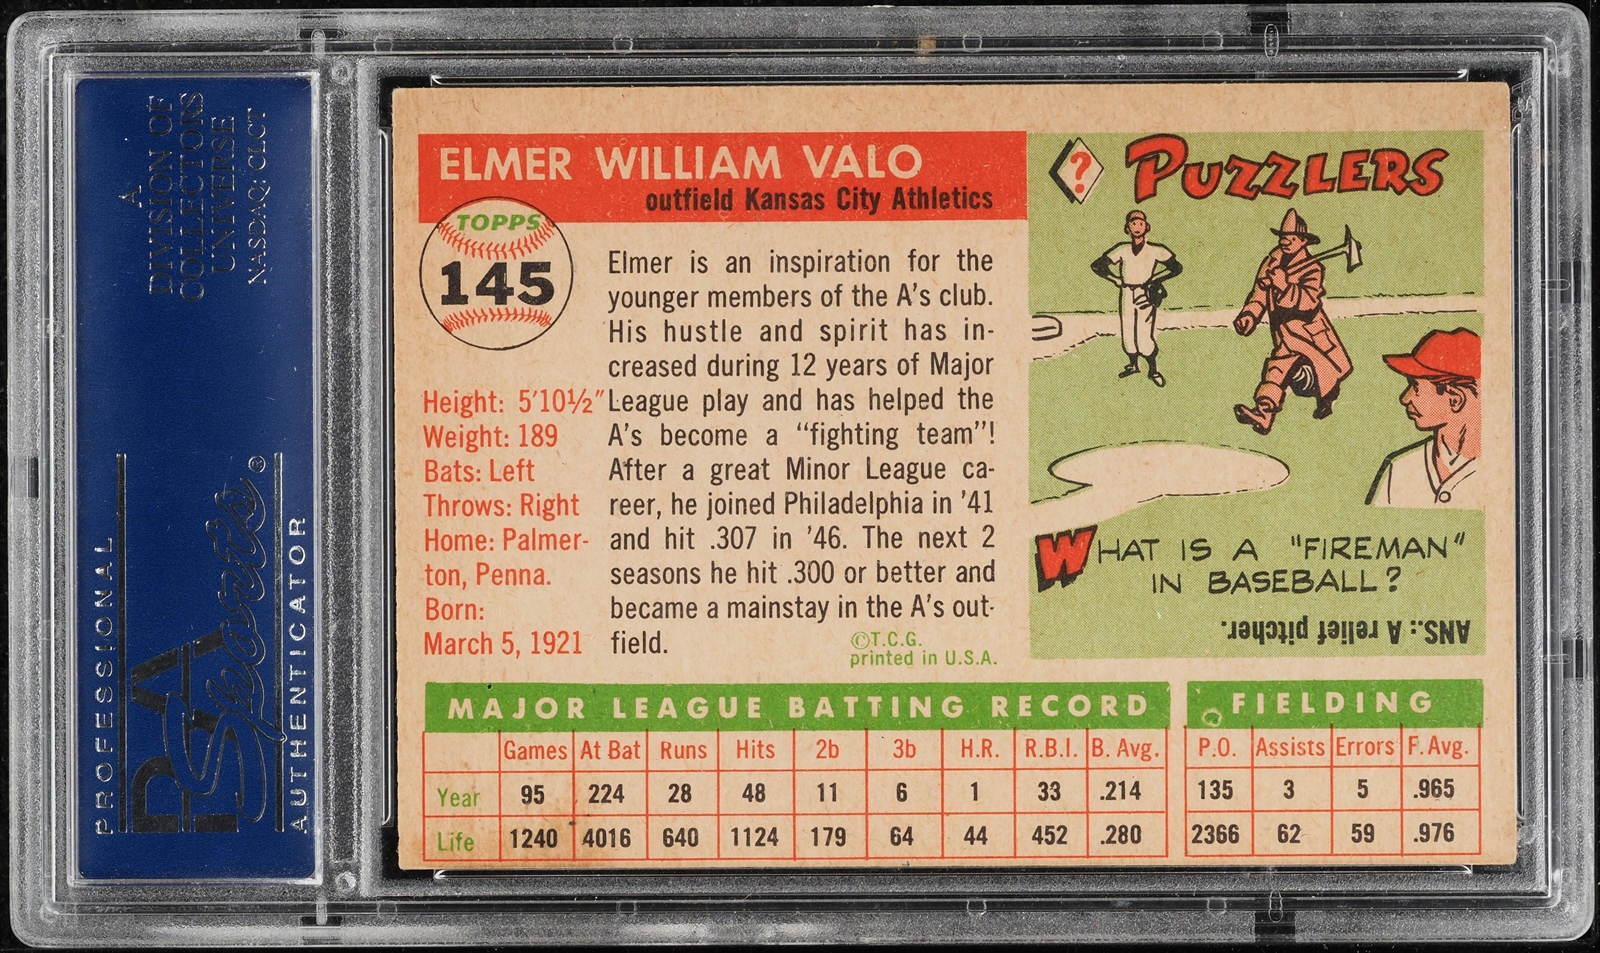 A
DIVISION OF
COLLECTORS
UNIVERSE
NASDAQ: CLCT
PROFESSIONAL
PSA
Sports®
AUTHENTICATOR
ELMER WILLIAM VALO
outfield Kansas City Athletics
TOPPS
145
Height: 5'10½"
Weight: 189
Bats: Left
Throws: Right
Home: Palmer-
ton, Penna.
Born:
March 5, 1921
Elmer is an inspiration for the
younger members of the A's club.
His hustle and spirit has in-
creased during 12 years of Major
League play and has helped the
A's become a "fighting team"!
After a great Minor League ca-
reer, he joined Philadelphia in '41
and hit .307 in '46. The next 2
seasons he hit .300 or better and
became a mainstay in the A's out-
field.
©T.C.G.
printed in U.S.A.
?
PUZZLERS
WHAT IS A "FIREMAN"
IN BASEBALL?
ANS.: A relief pitcher.
MAJOR LEAGUE BATTING RECORD
Games At Bat Runs Hits 2b 3b H.R. R.B.I. B. Avg.
Year 95 224 28 48 11 6 1 33 .214
Life 1240 4016 640 1124 179 64 44 452 .280
FIELDING
P.O. Assists Errors F. Avg.
135 3 5 .965
2366 62 59 .976